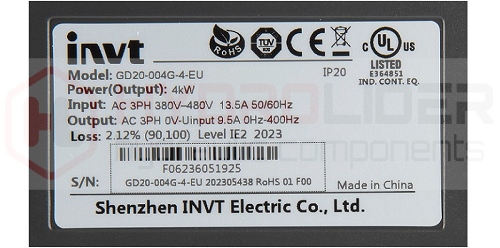 invt
RoHS
TÜV
CE
C UL US
LISTED
E364851
IND. CONT. EQ.
Model: GD20-004G-4-EU
IP20
Power(Output): 4kW
Input: AC 3PH 380V-480V 13.5A 50/60Hz
Output: AC 3PH 0V-Uinput 9.5A 0Hz-400Hz
Loss: 2.12% (90,100) Level IE2 2023
F0623605192S
S/N: GD20-004G-4-EU 202305438 RoHS 01 F00
Made in China
Shenzhen INVT Electric Co., Ltd.